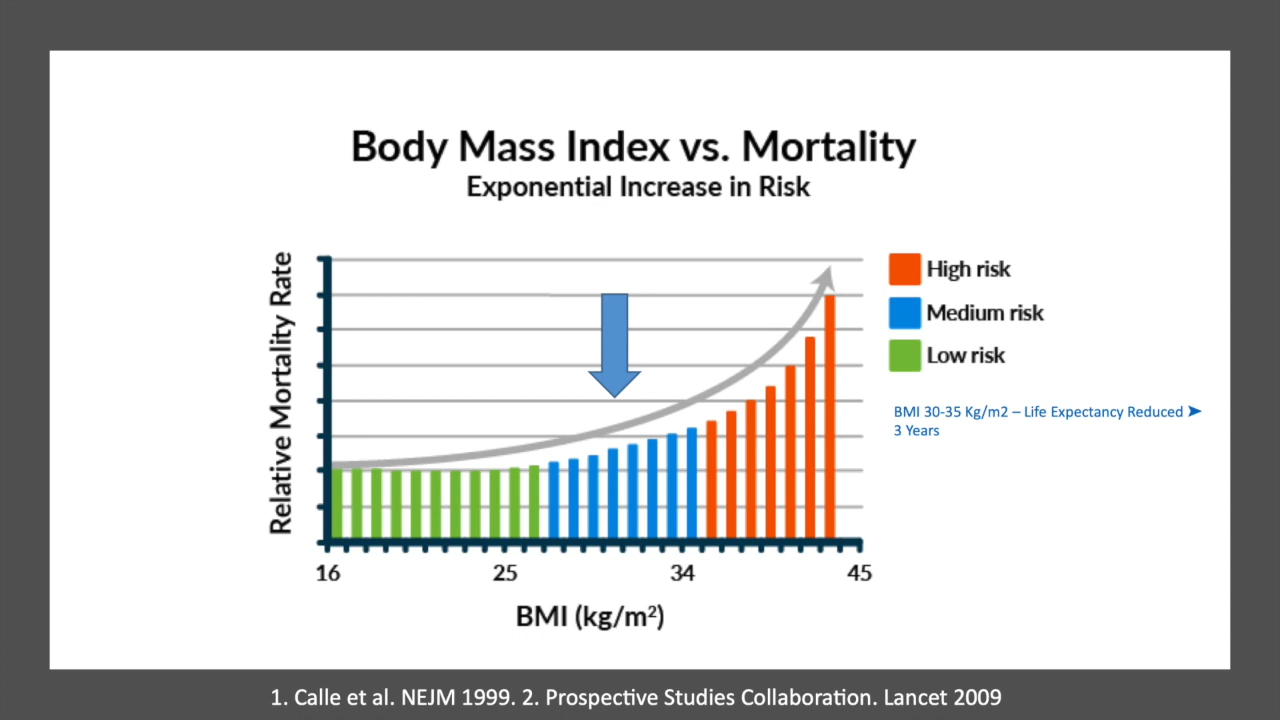 Body Mass Index vs. Mortality
Exponential Increase in Risk
Relative Mortality Rate
High risk
Medium risk
Low risk
BMI 30-35 Kg/m2 – Life Expectancy Reduced ➤
3 Years
16 25 34 45
BMI (kg/m²)
1. Calle et al. NEJM 1999. 2. Prospective Studies Collaboration. Lancet 2009